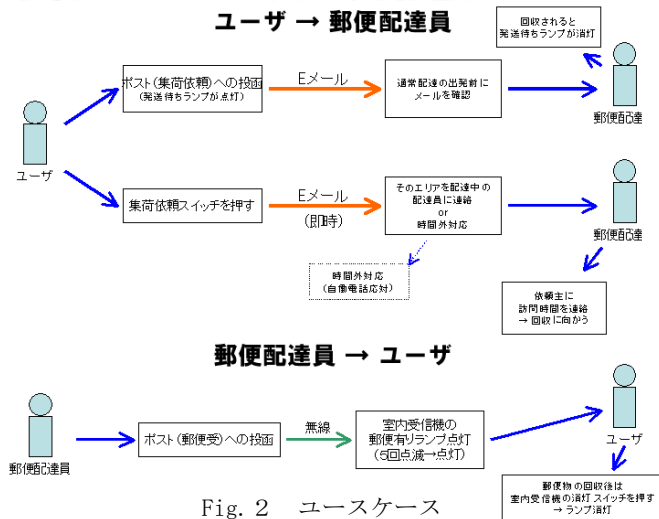 ユーザ → 郵便配達員
回収されると
発送待ちランプが消灯
ポスト(集荷依頼)への投函
(発送待ちランプが点灯)
Eメール
通常配達の出発前に
メールを確認
郵便配達
ユーザ
集荷依頼スイッチを押す
Eメール
(即時)
そのエリアを配達中の
配達員に連絡
or
時間外対応
郵便配達
時間外対応
(自働電話応対)
依頼主に
訪問時間を連絡
→ 回収に向かう
郵便配達員 → ユーザ
郵便配達員
ポスト(郵便受)への投函
無線
室内受信機の
郵便有りランプ点灯
(5回点滅→点灯)
ユーザ
郵便物の回収後は
室内受信機の消灯スイッチを押す
→ ランプ消灯
Fig. 2 ユースケース